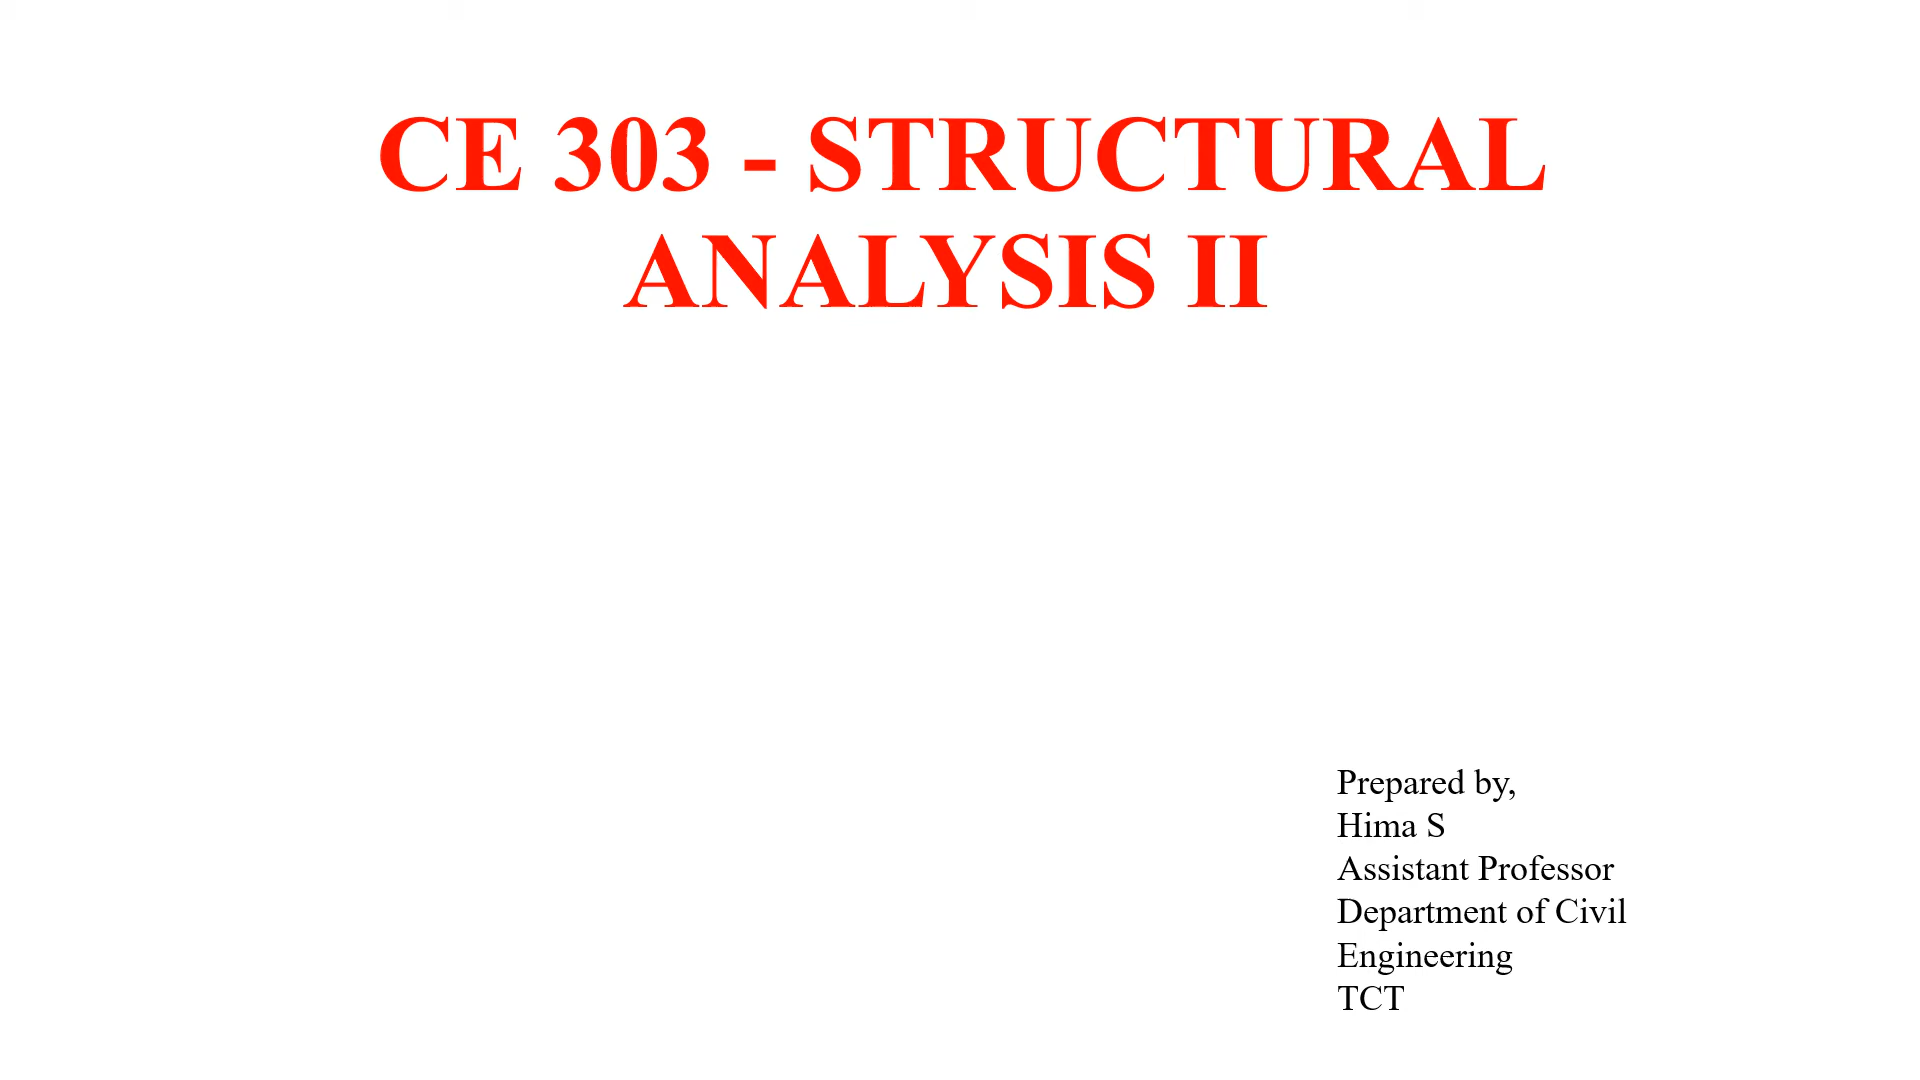 CE 303 - STRUCTURAL
ANALYSIS II
Prepared by,
Hima S
Assistant Professor
Department of Civil
Engineering
TCT